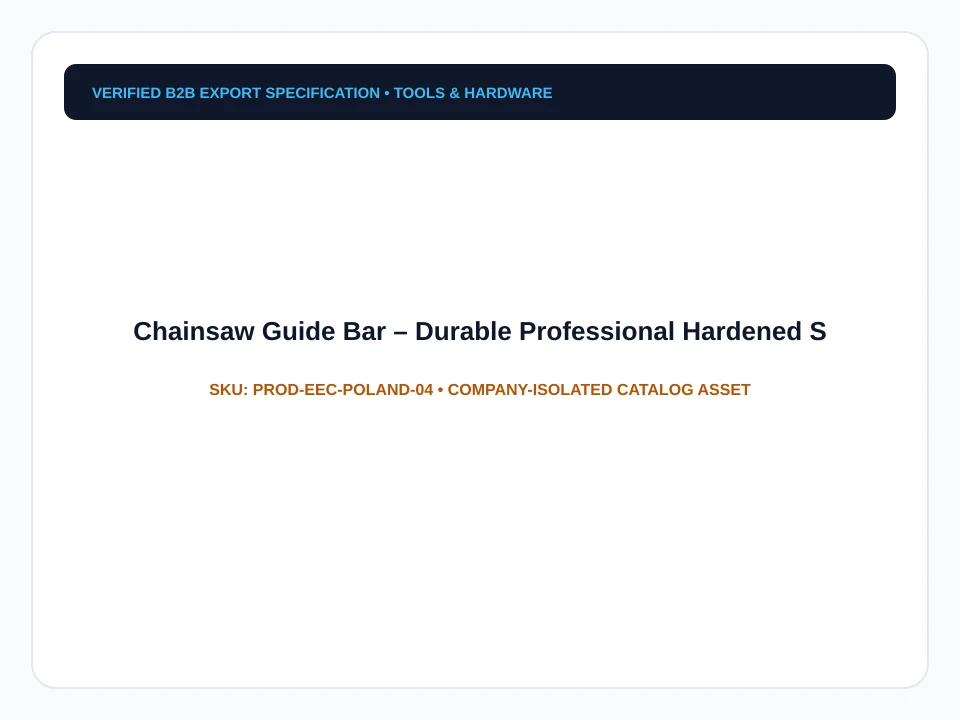 VERIFIED B2B EXPORT SPECIFICATION • TOOLS & HARDWARE
Chainsaw Guide Bar – Durable Professional Hardened S
SKU: PROD-EEC-POLAND-04 • COMPANY-ISOLATED CATALOG ASSET